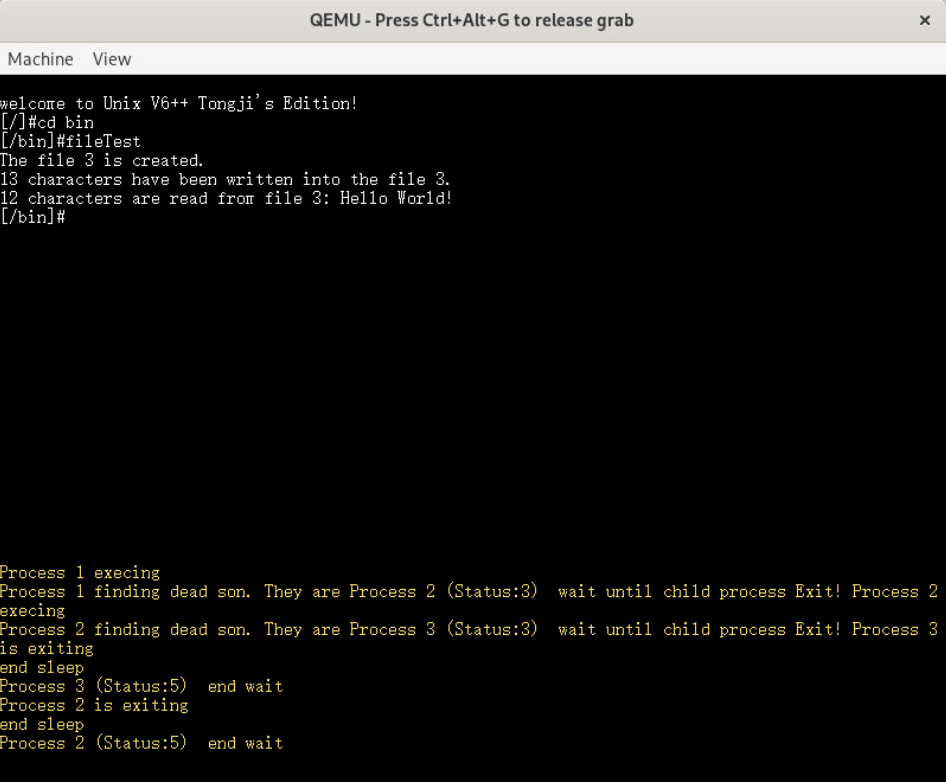 QEMU - Press Ctrl+Alt+G to release grab
×
Machine View
welcome to Unix V6++ Tongji's Edition!
[/]#cd bin
[/bin]#fileTest
The file 3 is created.
13 characters have been written into the file 3.
12 characters are read from file 3: Hello World!
[/bin]#
Process 1 execing
Process 1 finding dead son. They are Process 2 (Status:3)  wait until child process Exit! Process 2
execing
Process 2 finding dead son. They are Process 3 (Status:3)  wait until child process Exit! Process 3
is exiting
end sleep
Process 3 (Status:5)  end wait
Process 2 is exiting
end sleep
Process 2 (Status:5)  end wait